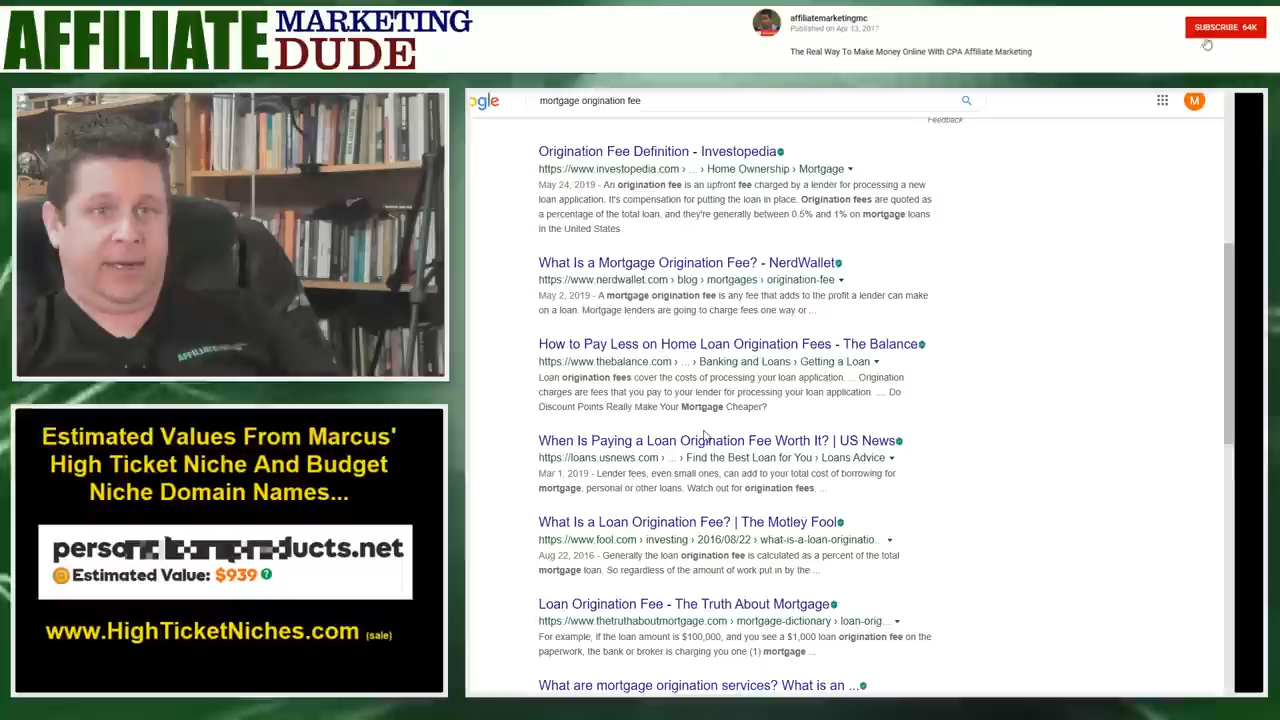 AFFILIATE
MARKETING
DUDE
affiliatemarketingmc
Published on Apr 13, 2017
The Real Way To Make Money Online With CPA Affiliate Marketing
SUBSCRIBE 64K
ogle
mortgage origination fee
M
Feedback
Origination Fee Definition - Investopedia
https://www.investopedia.com › ... › Home Ownership › Mortgage
May 24, 2019 - An origination fee is an upfront fee charged by a lender for processing a new
loan application. It's compensation for putting the loan in place. Origination fees are quoted as
a percentage of the total loan, and they're generally between 0.5% and 1% on mortgage loans
in the United States.
What Is a Mortgage Origination Fee? - NerdWallet
https://www.nerdwallet.com › blog › mortgages › origination-fee
May 2, 2019 - A mortgage origination fee is any fee that adds to the profit a lender can make
on a loan. Mortgage lenders are going to charge fees one way or ...
How to Pay Less on Home Loan Origination Fees - The Balance
https://www.thebalance.com › ... › Banking and Loans › Getting a Loan
Loan origination fees cover the costs of processing your loan application. ... Origination
charges are fees that you pay to your lender for processing your loan application. .... Do
Discount Points Really Make Your Mortgage Cheaper?
When Is Paying a Loan Origination Fee Worth It? | US News
https://loans.usnews.com › ... › Find the Best Loan for You › Loans Advice
Mar 1, 2019 - Lender fees, even small ones, can add to your total cost of borrowing for
mortgage, personal or other loans. Watch out for origination fees. ...
What Is a Loan Origination Fee? | The Motley Fool
https://www.fool.com › investing › 2016/08/22 › what-is-a-loan-originatio...
Aug 22, 2016 - Generally the loan origination fee is calculated as a percent of the total
mortgage loan. So regardless of the amount of work put in by the ...
Loan Origination Fee - The Truth About Mortgage
https://www.thetruthaboutmortgage.com › mortgage-dictionary › loan-orig...
For example, if the loan amount is $100,000, and you see a $1,000 loan origination fee on the
paperwork, the bank or broker is charging you one (1) mortgage ...
What are mortgage origination services? What is an ...
AFFILIATE
Estimated Values From Marcus'
High Ticket Niche And Budget
Niche Domain Names...
Estimated Value: $939
www.HighTicketNiches.com (sale)